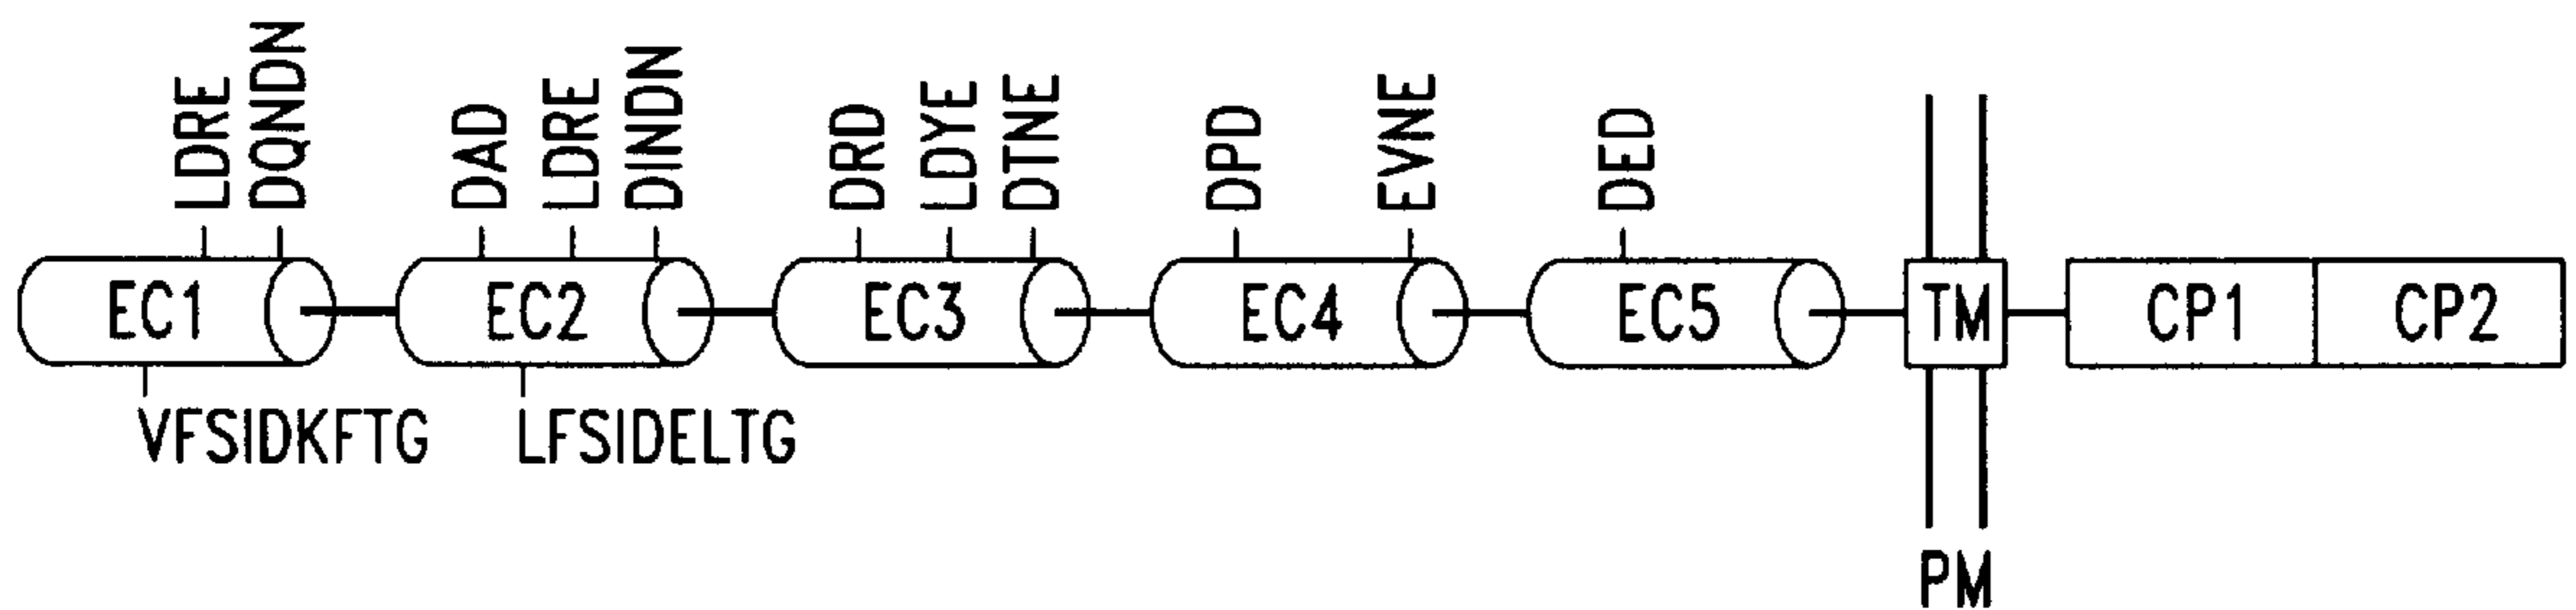 LDRE
DQNDN
DAD
LDRE
DINDN
DRD
LDYE
DTNE
DPD
EVNE
DED
EC1
EC2
EC3
EC4
EC5
TM
CP1
CP2
VFSIDKFTG
LFSIDELTG
PM